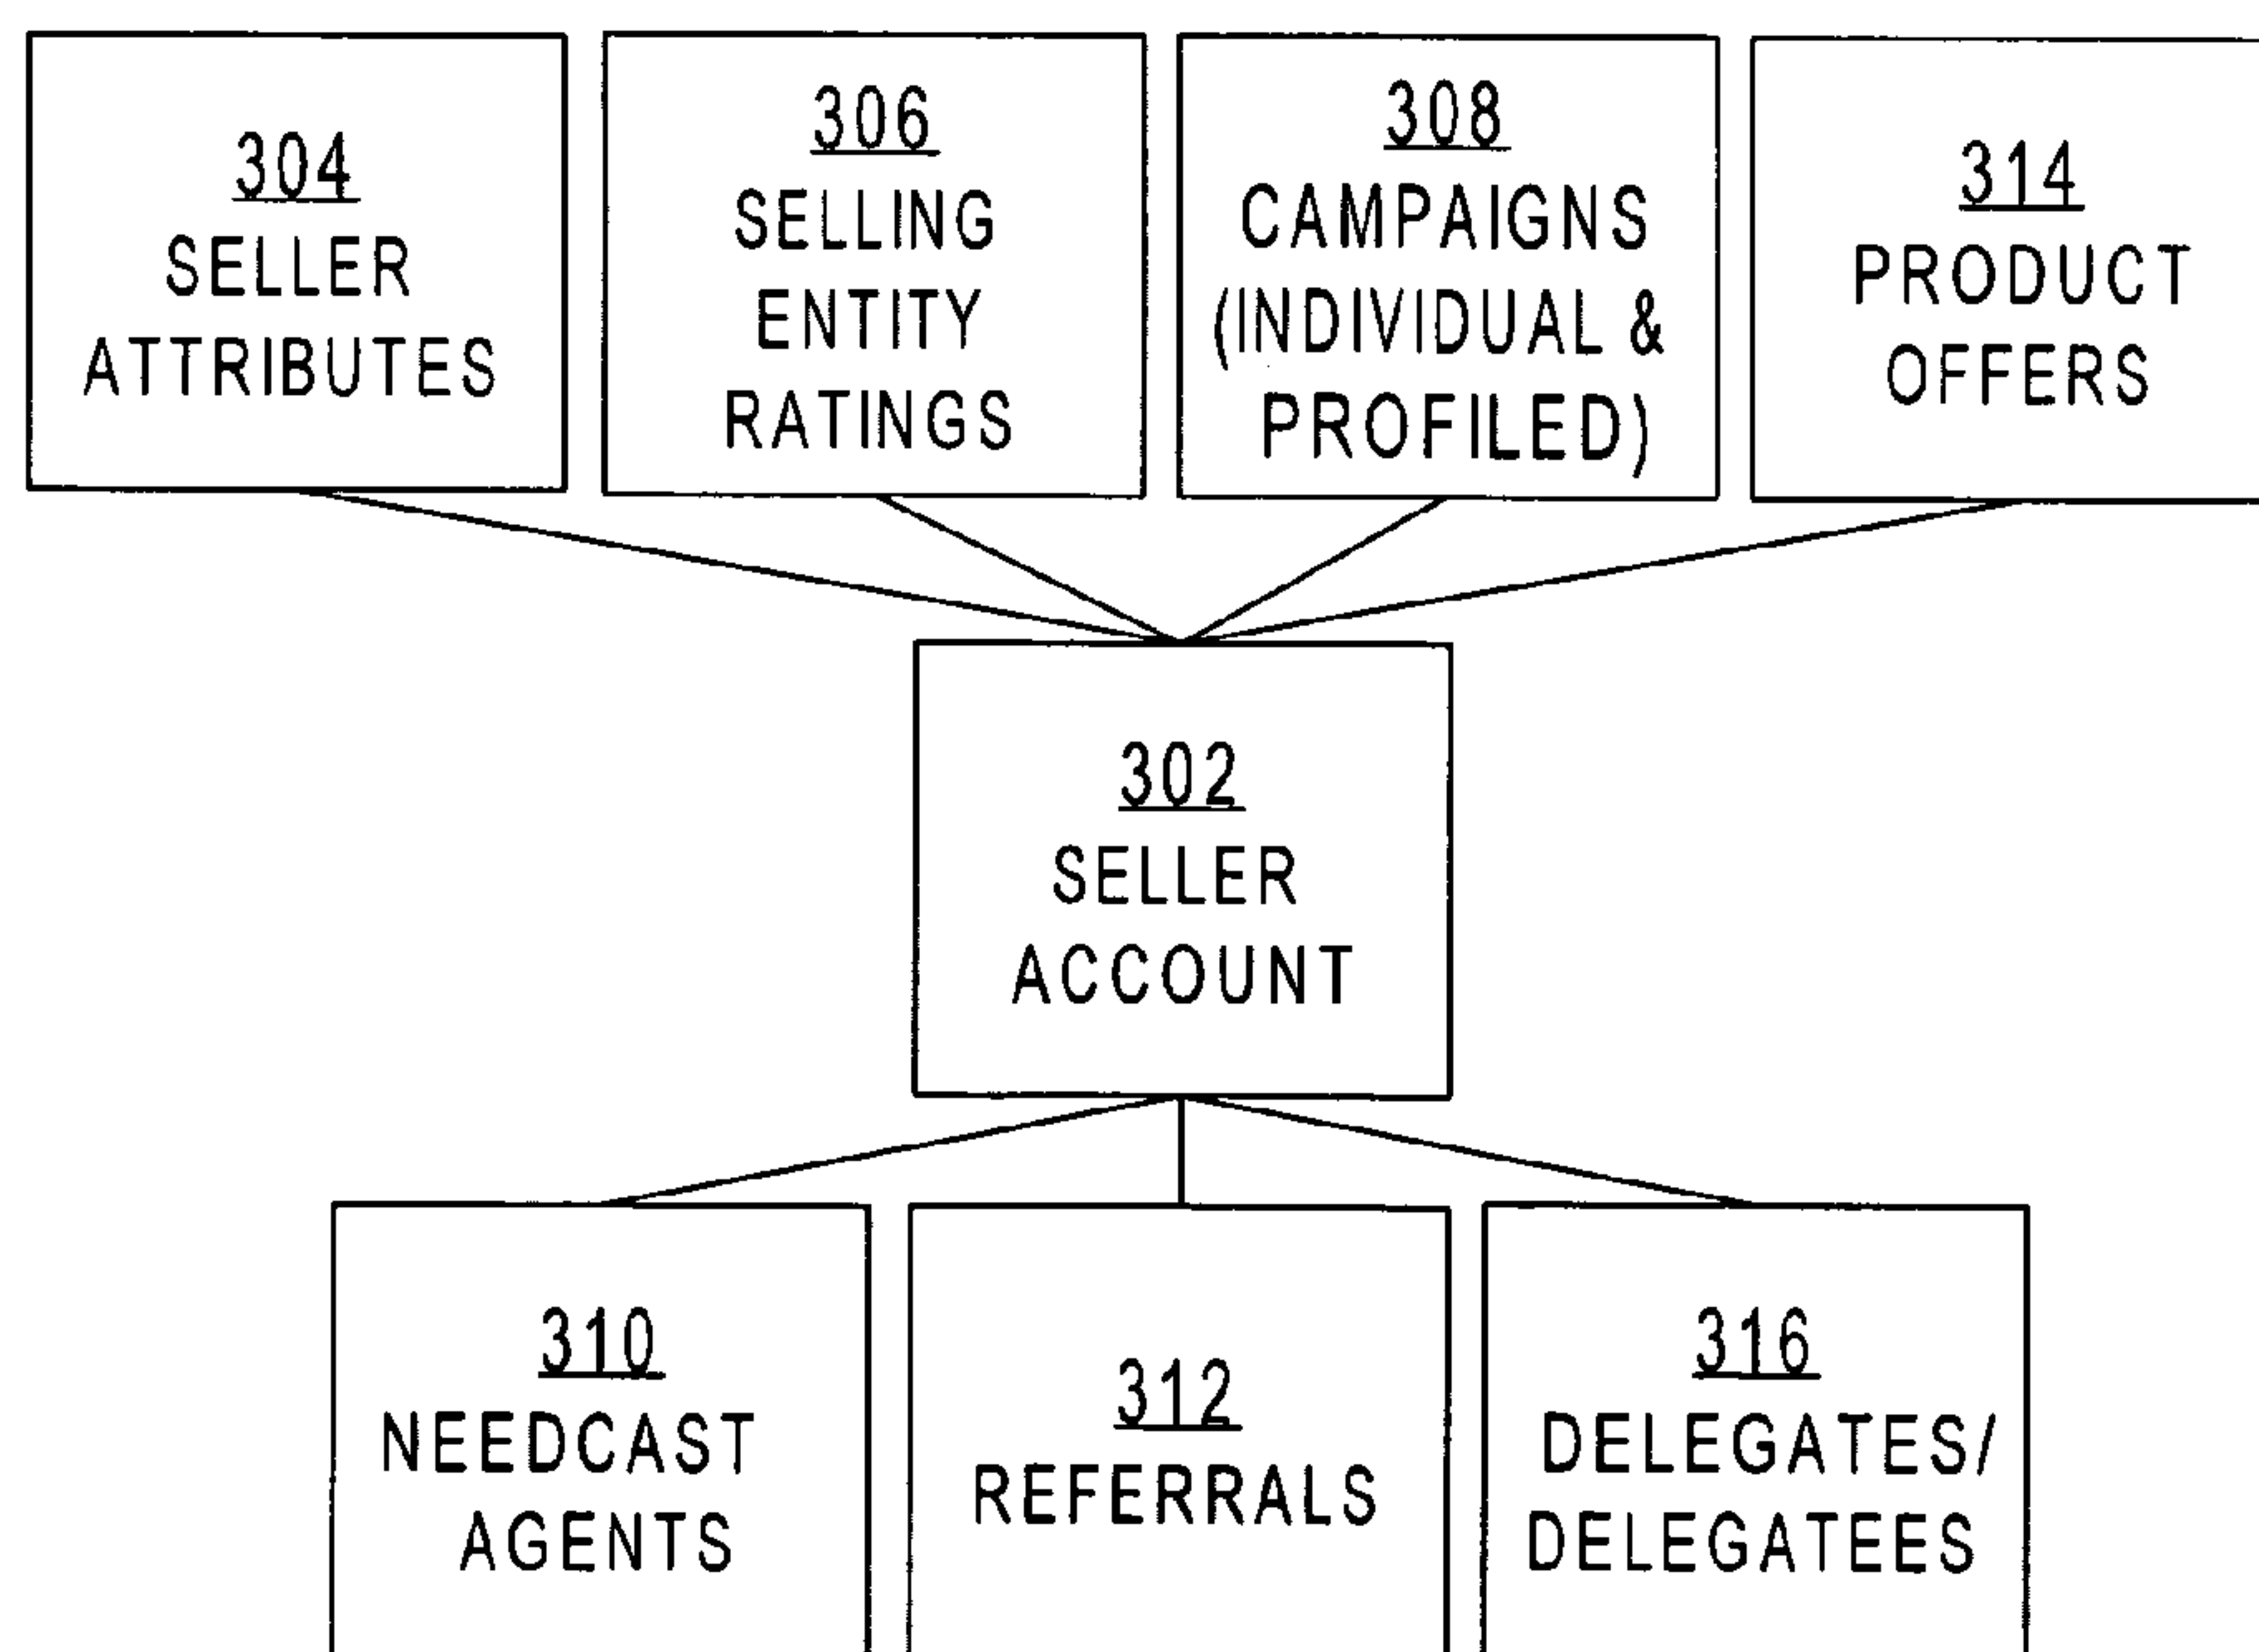 304
SELLER
ATTRIBUTES
306
SELLING
ENTITY
RATINGS
308
CAMPAIGNS
(INDIVIDUAL &
PROFILED)
314
PRODUCT
OFFERS
302
SELLER
ACCOUNT
310
NEEDCAST
AGENTS
312
REFERRALS
316
DELEGATES/
DELEGATEES